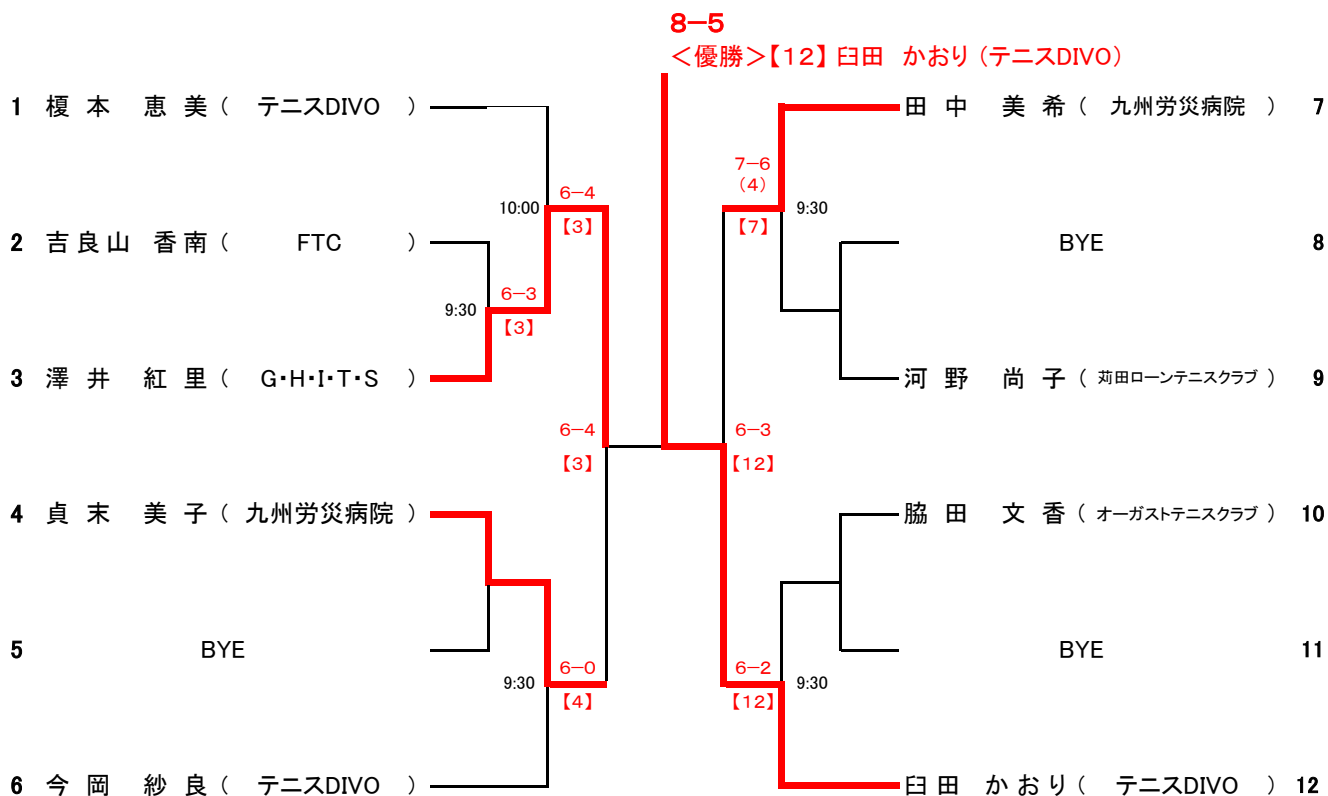 8-5
<優勝>【12】 臼田 かおり (テニスDIVO)
1 榎本 恵美 ( テニスDIVO )
10:00
6-4
【3】
2 吉良山 香南 ( FTC )
9:30
6-3
【3】
3 澤井 紅里 ( G・H・I・T・S )
6-4
【3】
4 貞末 美子 ( 九州労災病院 )
5 BYE
9:30
6-0
【4】
6 今岡 紗良 ( テニスDIVO )
田中 美希 ( 九州労災病院 ) 7
7-6
(4)
【7】
9:30
BYE 8
河野 尚子 ( 苅田ローンテニスクラブ ) 9
6-3
【12】
脇田 文香 ( オーガストテニスクラブ ) 10
BYE 11
6-2
【12】
9:30
臼田 かおり ( テニスDIVO ) 12